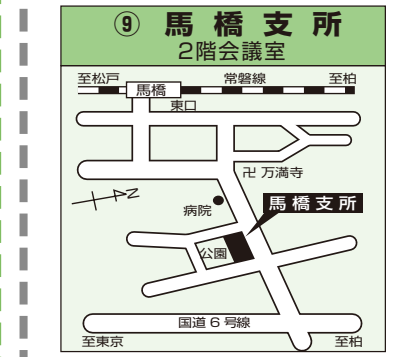 ⑨ 馬橋支所
2階会議室
至松戸 常磐線 至柏
馬橋
東口
卍 万満寺
N
病院 馬橋支所
公園
国道6号線
至東京 至柏